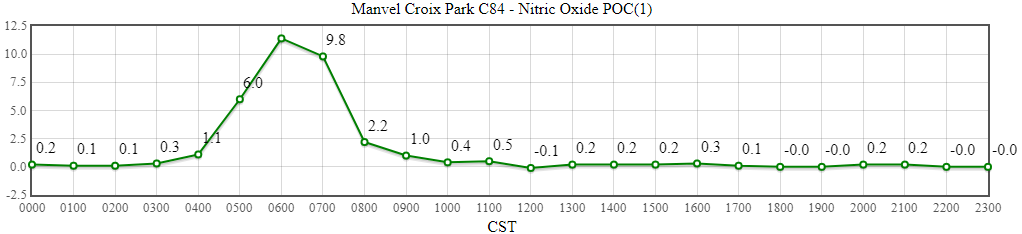 Manvel Croix Park C84 - Nitric Oxide POC(1)
12.5
10.0
7.5
5.0
2.5
0.0
-2.5
0.2 0.1 0.1 0.3 1.1 6.0 9.8 2.2 1.0 0.4 0.5 -0.1 0.2 0.2 0.2 0.3 0.1 -0.0 -0.0 0.2 0.2 -0.0 -0.0
0000 0100 0200 0300 0400 0500 0600 0700 0800 0900 1000 1100 1200 1300 1400 1500 1600 1700 1800 1900 2000 2100 2200 2300
CST